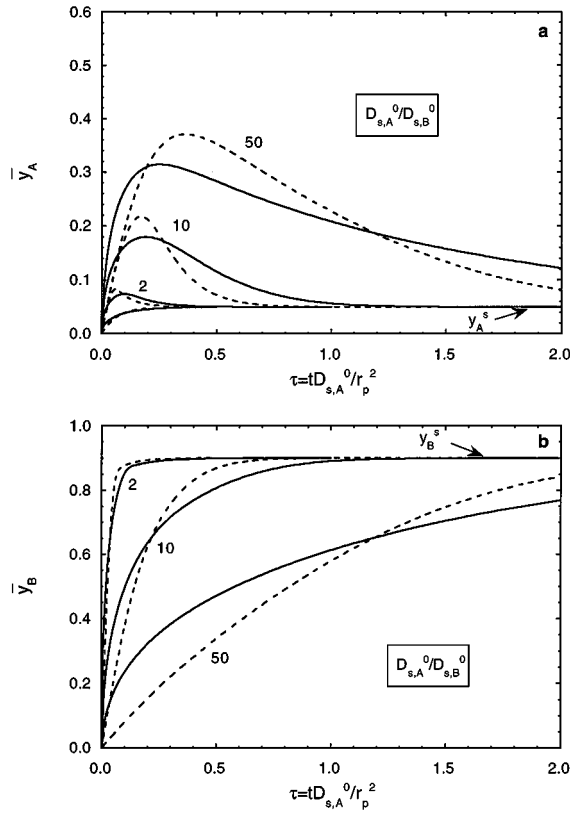 0.6
a
0.5
D_{s,A}^0/D_{s,B}^0
0.4
50
ȳ_A
0.3
0.2
10
0.1
2
y_A^s
0.0
0.0 0.5 1.0 1.5 2.0
τ=tD_{s,A}^0/r_p^2
1.0
y_B^s
b
0.8
2
10
0.6
ȳ_B
0.4
50
D_{s,A}^0/D_{s,B}^0
0.2
0.0
0.0 0.5 1.0 1.5 2.0
τ=tD_{s,A}^0/r_p^2